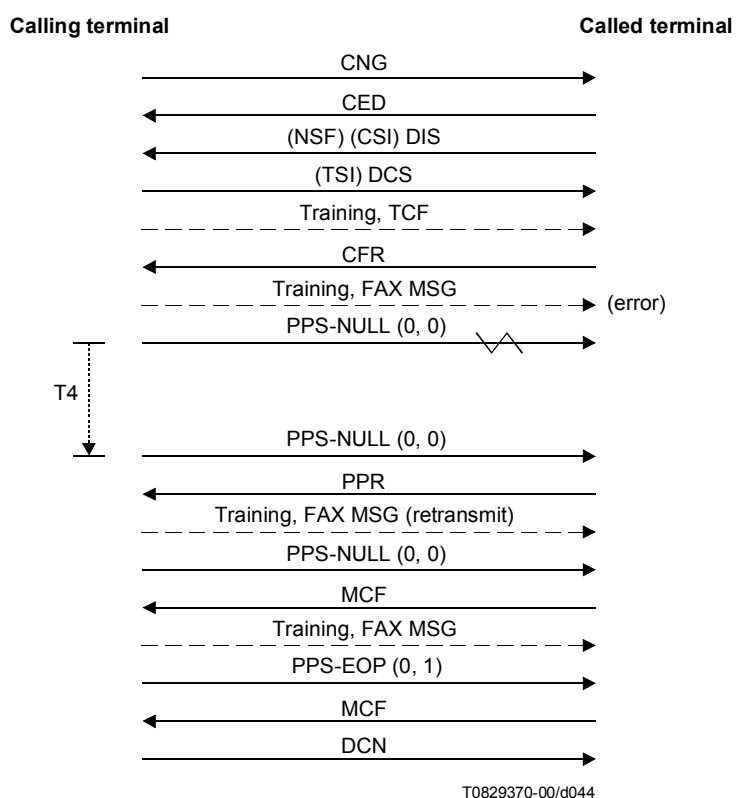 Calling terminal Called terminal
CNG
CED
(NSF) (CSI) DIS
(TSI) DCS
Training, TCF
CFR
Training, FAX MSG
(error)
PPS-NULL (0, 0)
T4
PPS-NULL (0, 0)
PPR
Training, FAX MSG (retransmit)
PPS-NULL (0, 0)
MCF
Training, FAX MSG
PPS-EOP (0, 1)
MCF
DCN
T0829370-00/d044